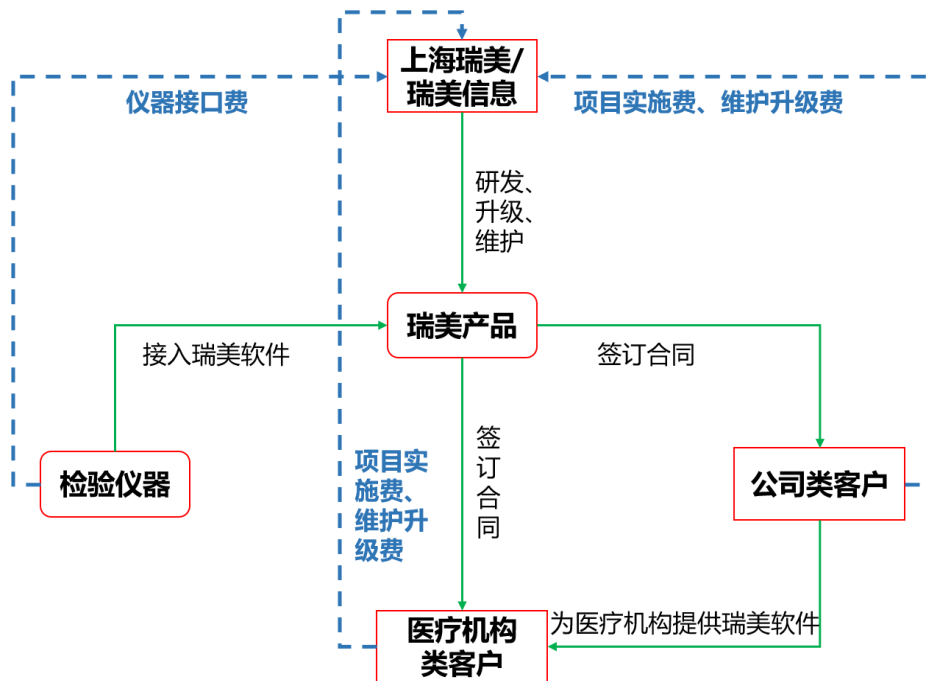 上海瑞美/
瑞美信息
仪器接口费
项目实施费、维护升级费
研发、
升级、
维护
瑞美产品
接入瑞美软件
签订合同
签
订
合
同
项目实
施费、
维护升
级费
检验仪器
公司类客户
为医疗机构提供瑞美软件
医疗机构
类客户